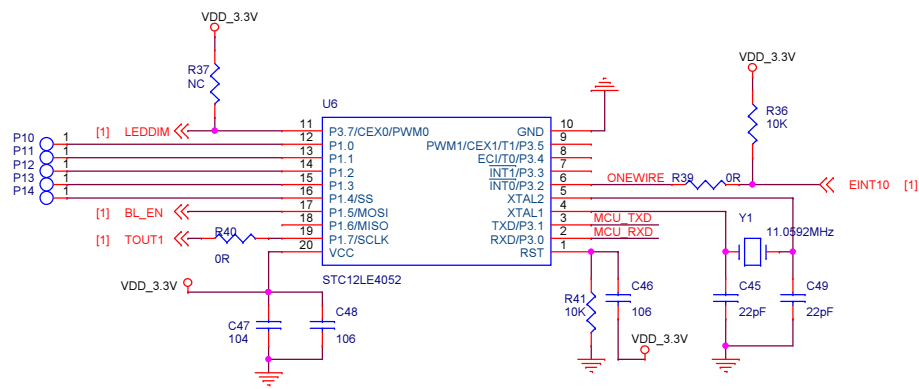 VDD_3.3V
R37
NC
VDD_3.3V
R36
10K
U6
[1] LEDDIM 11 P3.7/CEX0/PWM0 GND 10
P10 1 12 P1.0 PWM1/CEX1/T1/P3.5 9
P11 1 13 P1.1 ECI/T0/P3.4 8
P12 1 14 P1.2 INT1/P3.3 7
P13 1 15 P1.3 INT0/P3.2 6 ONEWIRE R39 0R EINT10 [1]
P14 1 16 P1.4/SS XTAL2 5
[1] BL_EN 17 P1.5/MOSI XTAL1 4
18 P1.6/MISO TXD/P3.1 3 MCU_TXD Y1
[1] TOUT1 R40 19 P1.7/SCLK RXD/P3.0 2 MCU_RXD 11.0592MHz
0R 20 VCC RST 1
STC12LE4052
VDD_3.3V
C47
104
C48
106
R41
10K
C46
106
VDD_3.3V
C45
22pF
C49
22pF